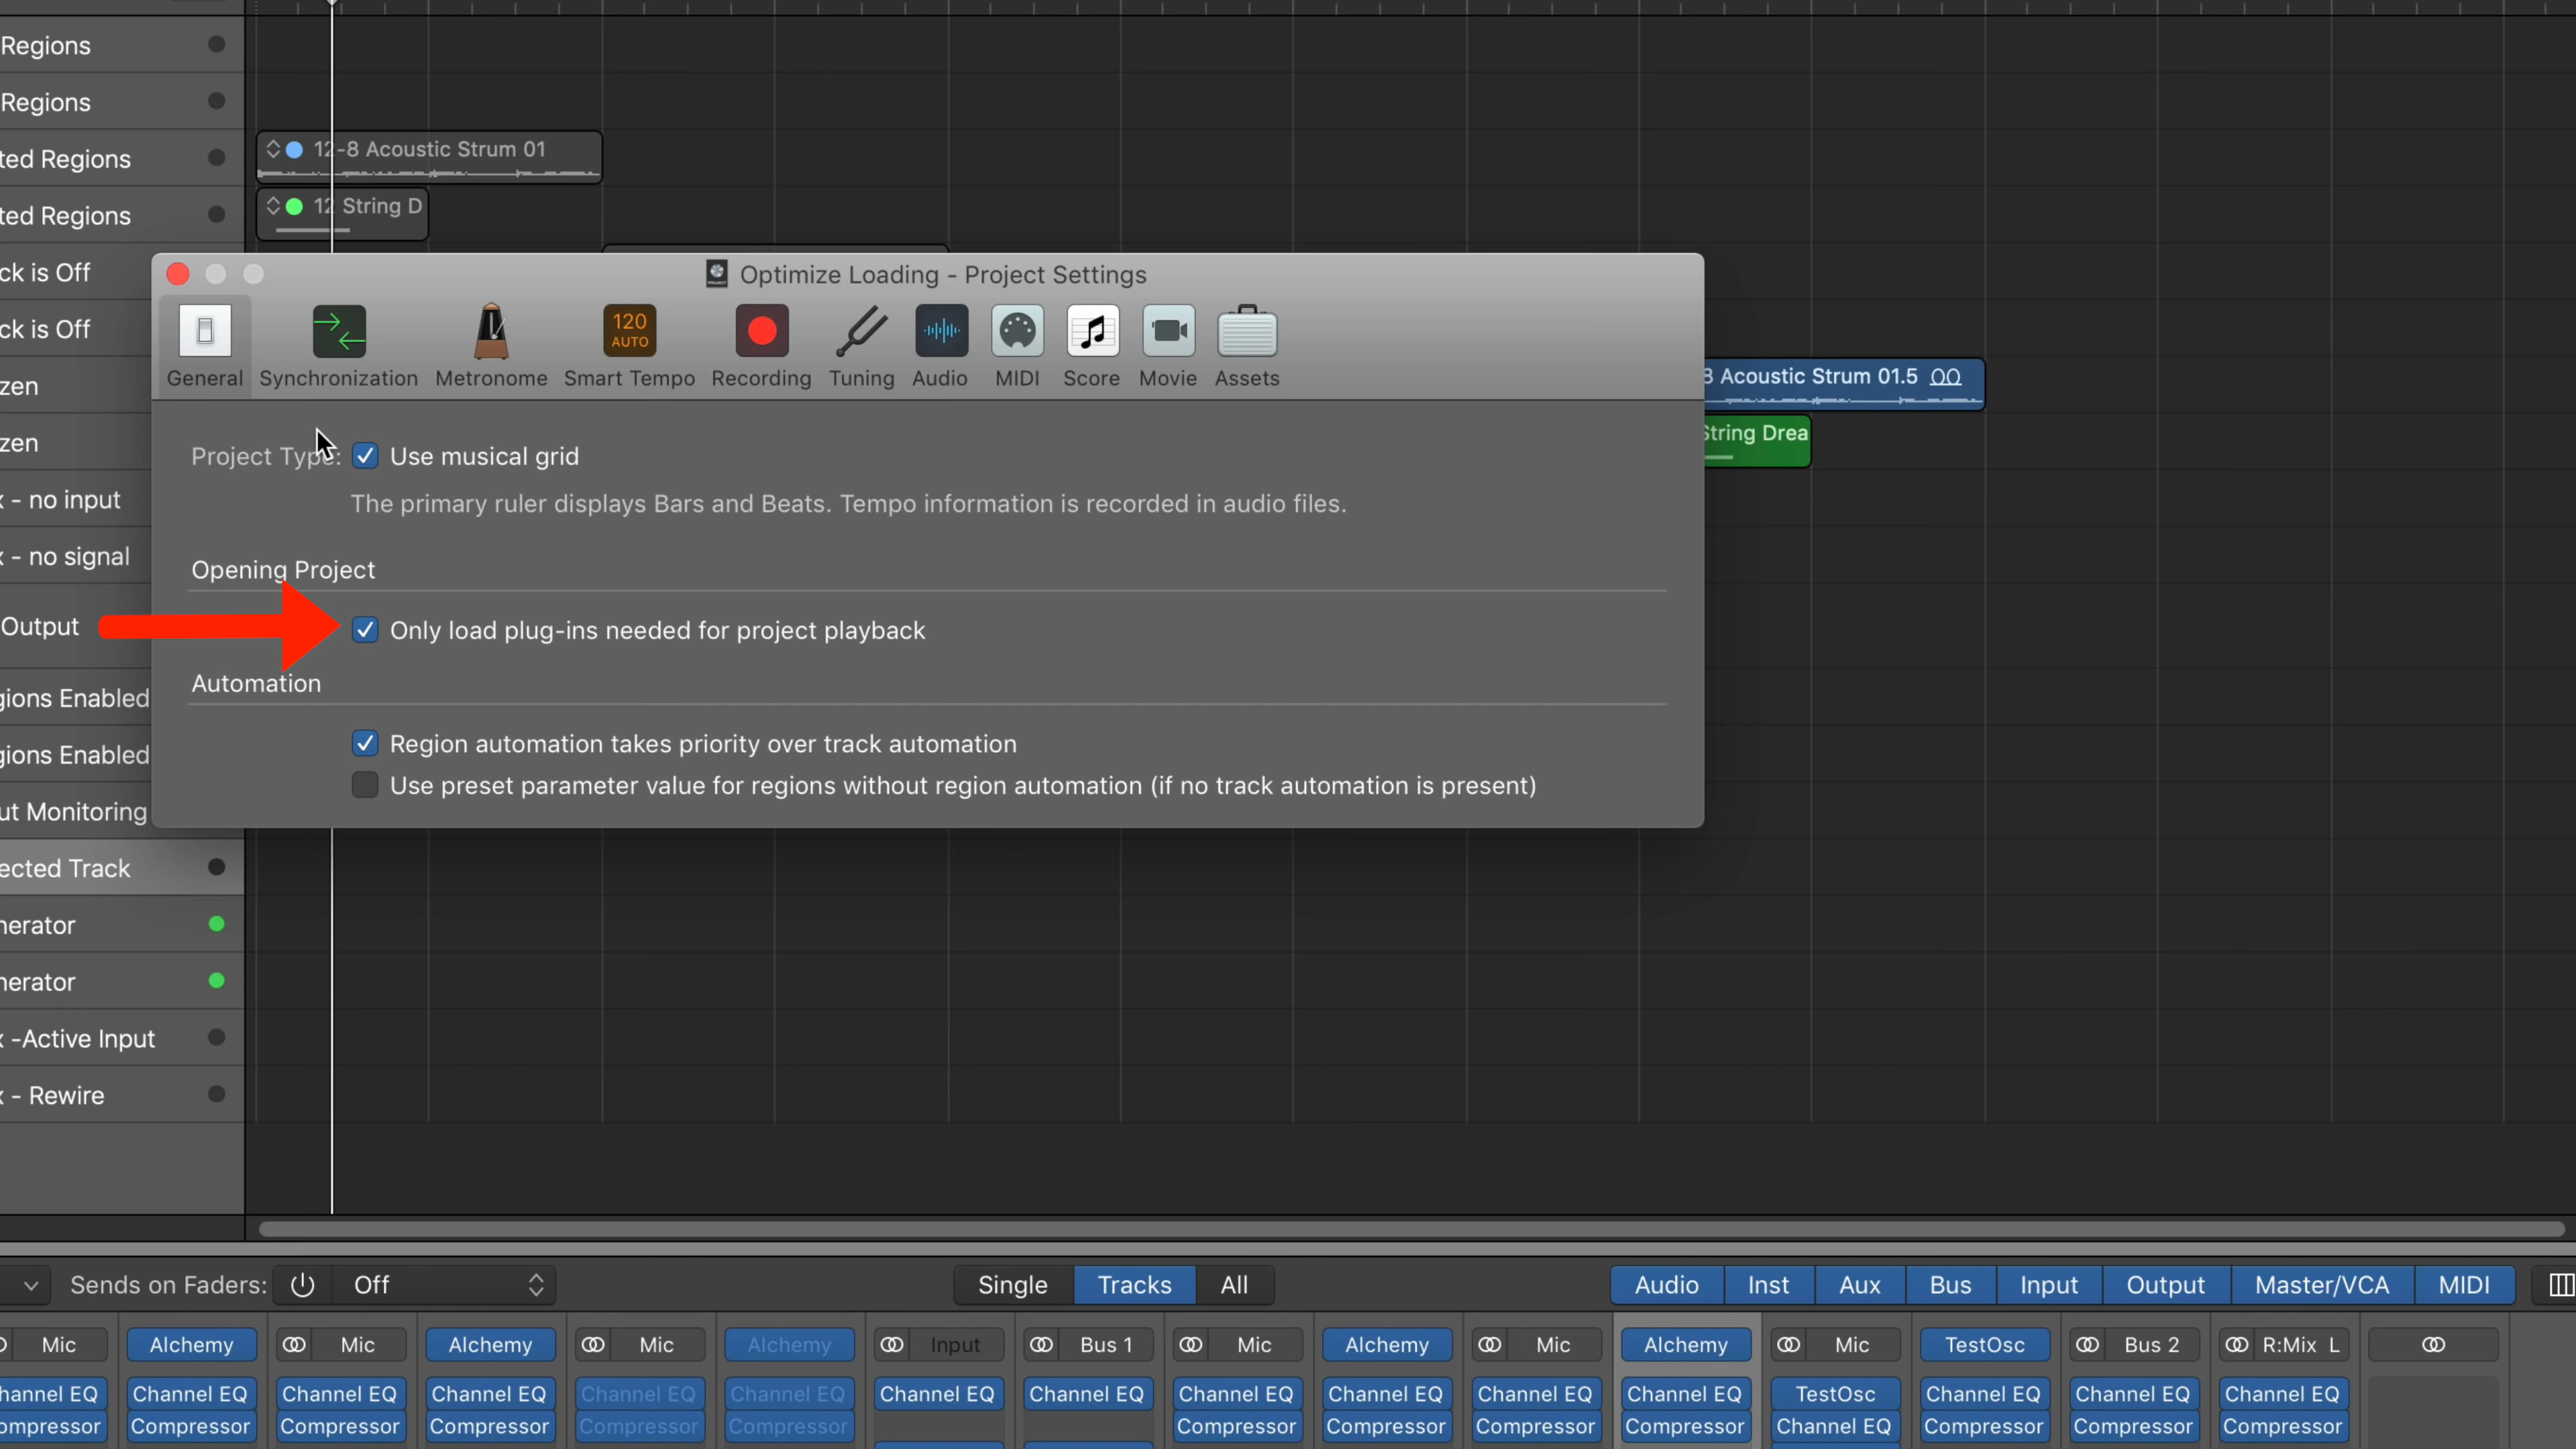 Regions
Regions
ted Regions
12-8 Acoustic Strum 01
ted Regions
12 String D
ck is Off
ck is Off
zen
zen
x - no input
x - no signal
Output
gions Enabled
gions Enabled
ut Monitoring
ected Track
nerator
nerator
x -Active Input
x - Rewire
Optimize Loading - Project Settings
120
AUTO
General Synchronization Metronome Smart Tempo Recording Tuning Audio MIDI Score Movie Assets
Project Type: Use musical grid
The primary ruler displays Bars and Beats. Tempo information is recorded in audio files.
Opening Project
Only load plug-ins needed for project playback
Automation
Region automation takes priority over track automation
Use preset parameter value for regions without region automation (if no track automation is present)
8 Acoustic Strum 01.5
String Drea
Sends on Faders: Off Single Tracks All Audio Inst Aux Bus Input Output Master/VCA MIDI
Mic Alchemy Mic Alchemy Mic Alchemy Input Bus 1 Mic Alchemy Mic Alchemy Mic TestOsc Bus 2 R:Mix L
hannel EQ Channel EQ Channel EQ Channel EQ Channel EQ Channel EQ Channel EQ Channel EQ Channel EQ Channel EQ Channel EQ Channel EQ TestOsc Channel EQ Channel EQ Channel EQ
ompressor Compressor Compressor Compressor Compressor Compressor Compressor Compressor Compressor Compressor Channel EQ Compressor Compressor Compressor